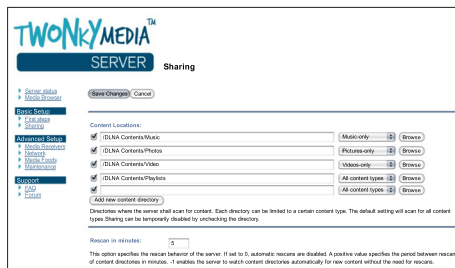 TWONKYMEDIA™
SERVER
Sharing
Server status
Media Browser
Save Changes Cancel
Basic Setup
First steps
Sharing
Advanced Setup
Media Receivers
Network
Media Feeds
Maintenance
Support
FAQ
Forum
Content Locations:
/DLNA Contents/Music Music-only Browse
/DLNA Contents/Photos Pictures-only Browse
/DLNA Contents/Video Videos-only Browse
/DLNA Contents/Playlists All content types Browse
All content types Browse
Add new content directory
Directories where the server shall scan for content. Each directory can be limited to a certain content type. The default setting will scan for all content
types.Sharing can be temporarily disabled by unchecking the directory.
Rescan in minutes: 5
This option specifies the rescan behavior of the server. If set to 0, automatic rescans are disabled. A positive value specifies the period between rescan
of content directories in minutes. -1 enables the server to watch content directories automatically for new content without the need for rescans.